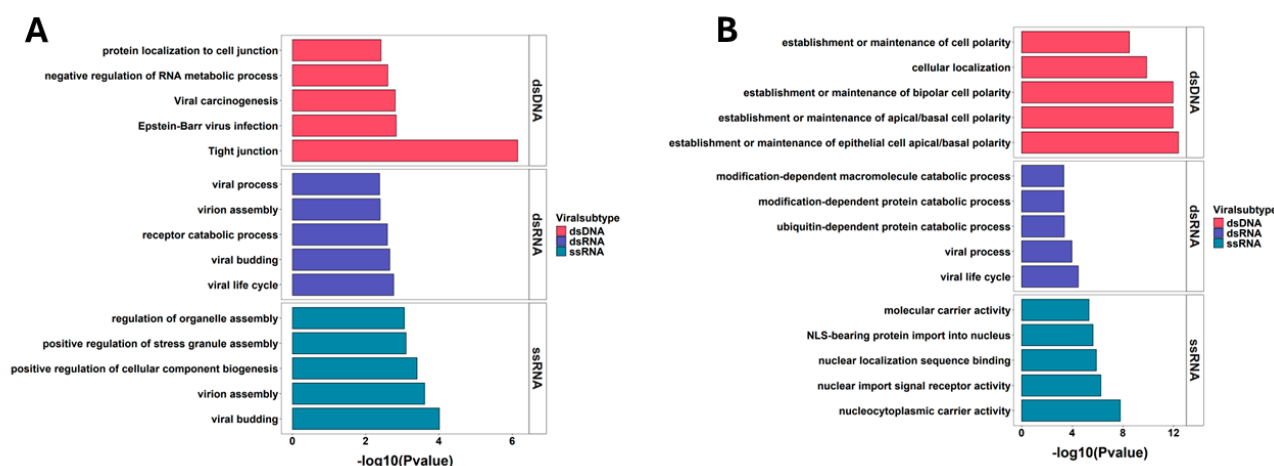 A
protein localization to cell junction
negative regulation of RNA metabolic process
Viral carcinogenesis
Epstein-Barr virus infection
Tight junction
dsDNA
viral process
virion assembly
receptor catabolic process
viral budding
viral life cycle
dsRNA
regulation of organelle assembly
positive regulation of stress granule assembly
positive regulation of cellular component biogenesis
virion assembly
viral budding
ssRNA
0 2 4 6
-log10(Pvalue)
Viralsubtype
dsDNA
dsRNA
ssRNA
B
establishment or maintenance of cell polarity
cellular localization
establishment or maintenance of bipolar cell polarity
establishment or maintenance of apical/basal cell polarity
establishment or maintenance of epithelial cell apical/basal polarity
dsDNA
modification-dependent macromolecule catabolic process
modification-dependent protein catabolic process
ubiquitin-dependent protein catabolic process
viral process
viral life cycle
dsRNA
molecular carrier activity
NLS-bearing protein import into nucleus
nuclear localization sequence binding
nuclear import signal receptor activity
nucleocytoplasmic carrier activity
ssRNA
0 4 8 12
-log10(Pvalue)
Viralsubtype
dsDNA
dsRNA
ssRNA